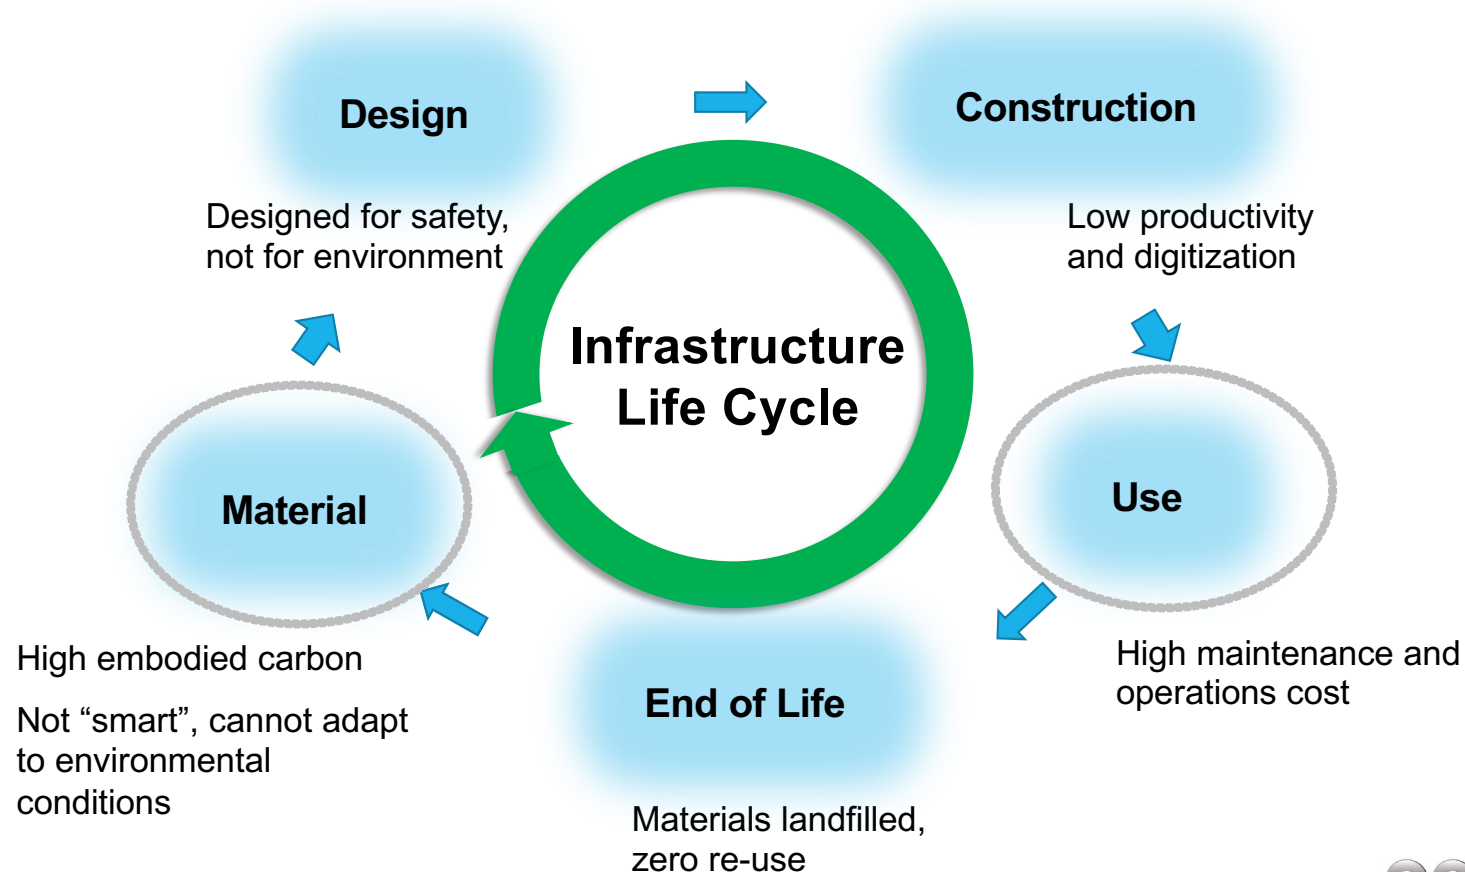 Design
Construction
Designed for safety,
not for environment
Low productivity
and digitization
Infrastructure
Life Cycle
Material
Use
High embodied carbon
Not “smart”, cannot adapt
to environmental
conditions
High maintenance and
operations cost
End of Life
Materials landfilled,
zero re-use